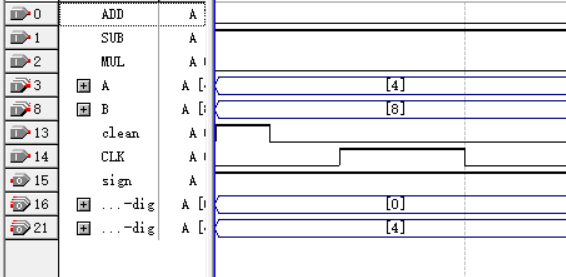 0 ADD A
1 SUB A
2 MUL A
3 A A [ [4]
8 B A [ [8]
13 clean A
14 CLK A
15 sign A
16 ...-dig A [ [0]
21 ...-dig A [ [4]